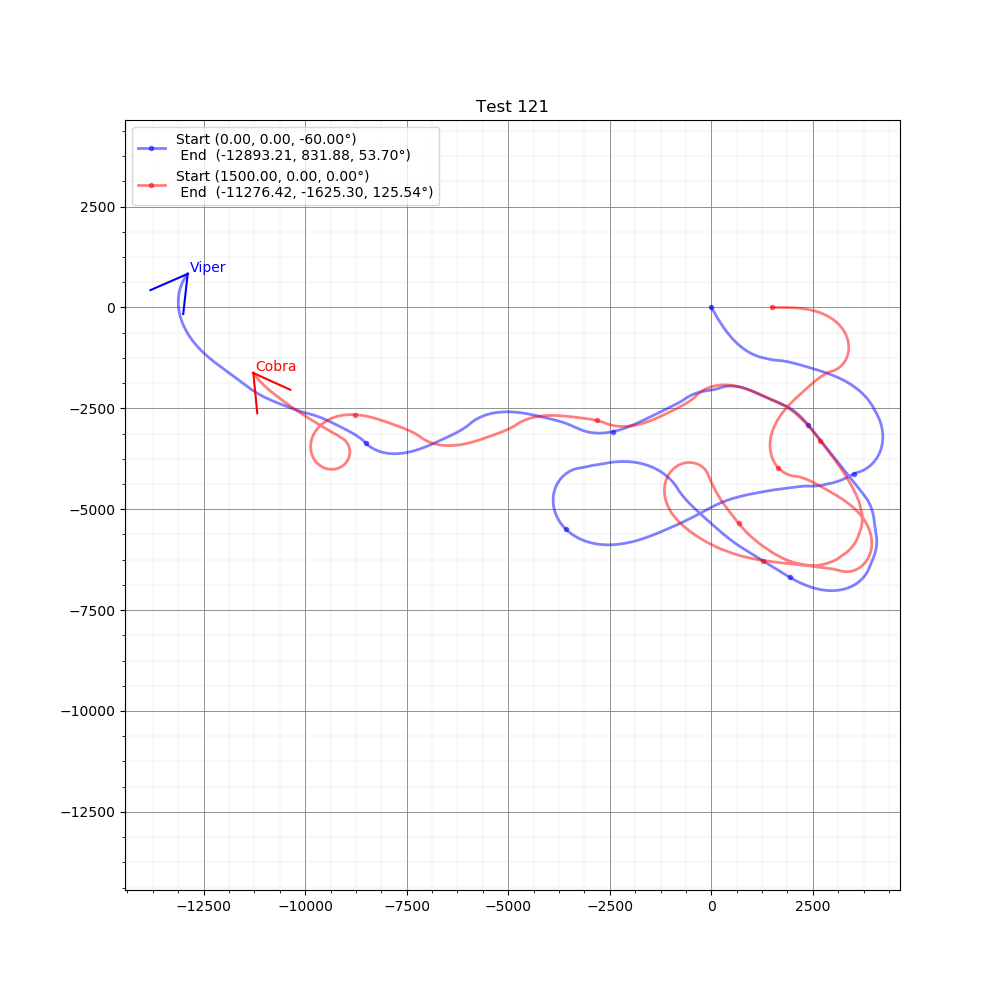 Test 121
Start (0.00, 0.00, -60.00°)
End  (-12893.21, 831.88, 53.70°)
Start (1500.00, 0.00, 0.00°)
End  (-11276.42, -1625.30, 125.54°)
2500
Viper
0
Cobra
−2500
−5000
−7500
−10000
−12500
−12500 −10000 −7500 −5000 −2500 0 2500